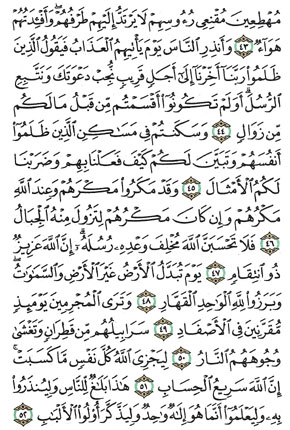 مُهْطِعِينَ مُقْنِعِي رُءُوسِهِمْ لَا يَرْتَدُّ إِلَيْهِمْ طَرْفُهُمْ ۖ وَأَفْئِدَتُهُمْ
هَوَاءٌ ٤٣ وَأَنذِرِ النَّاسَ يَوْمَ يَأْتِيهِمُ الْعَذَابُ فَيَقُولُ الَّذِينَ
ظَلَمُوا رَبَّنَا أَخِّرْنَا إِلَىٰ أَجَلٍ قَرِيبٍ نُّجِبْ دَعْوَتَكَ وَنَتَّبِعِ
الرُّسُلَ ۗ أَوَلَمْ تَكُونُوا أَقْسَمْتُم مِّن قَبْلُ مَا لَكُم
مِّن زَوَالٍ ٤٤ وَسَكَنتُمْ فِي مَسَاكِنِ الَّذِينَ ظَلَمُوا
أَنفُسَهُمْ وَتَبَيَّنَ لَكُمْ كَيْفَ فَعَلْنَا بِهِمْ وَضَرَبْنَا
لَكُمُ الْأَمْثَالَ ٤٥ وَقَدْ مَكَرُوا مَكْرَهُمْ وَعِندَ اللَّهِ
مَكْرُهُمْ وَإِن كَانَ مَكْرُهُمْ لِتَزُولَ مِنْهُ الْجِبَالُ
٤٦ فَلَا تَحْسَبَنَّ اللَّهَ مُخْلِفَ وَعْدِهِ رُسُلَهُ ۗ إِنَّ اللَّهَ عَزِيزٌ
ذُو انتِقَامٍ ٤٧ يَوْمَ تُبَدَّلُ الْأَرْضُ غَيْرَ الْأَرْضِ وَالسَّمَاوَاتُ ۖ
وَبَرَزُوا لِلَّهِ الْوَاحِدِ الْقَهَّارِ ٤٨ وَتَرَى الْمُجْرِمِينَ يَوْمَئِذٍ
مُّقَرَّنِينَ فِي الْأَصْفَادِ ٤٩ سَرَابِيلُهُم مِّن قَطِرَانٍ وَتَغْشَىٰ
وُجُوهَهُمُ النَّارُ ٥٠ لِيَجْزِيَ اللَّهُ كُلَّ نَفْسٍ مَّا كَسَبَتْ ۚ
إِنَّ اللَّهَ سَرِيعُ الْحِسَابِ ٥١ هَٰذَا بَلَاغٌ لِّلنَّاسِ وَلِيُنذَرُوا
بِهِ وَلِيَعْلَمُوا أَنَّمَا هُوَ إِلَٰهٌ وَاحِدٌ وَلِيَذَّكَّرَ أُولُو الْأَلْبَابِ ٥٢